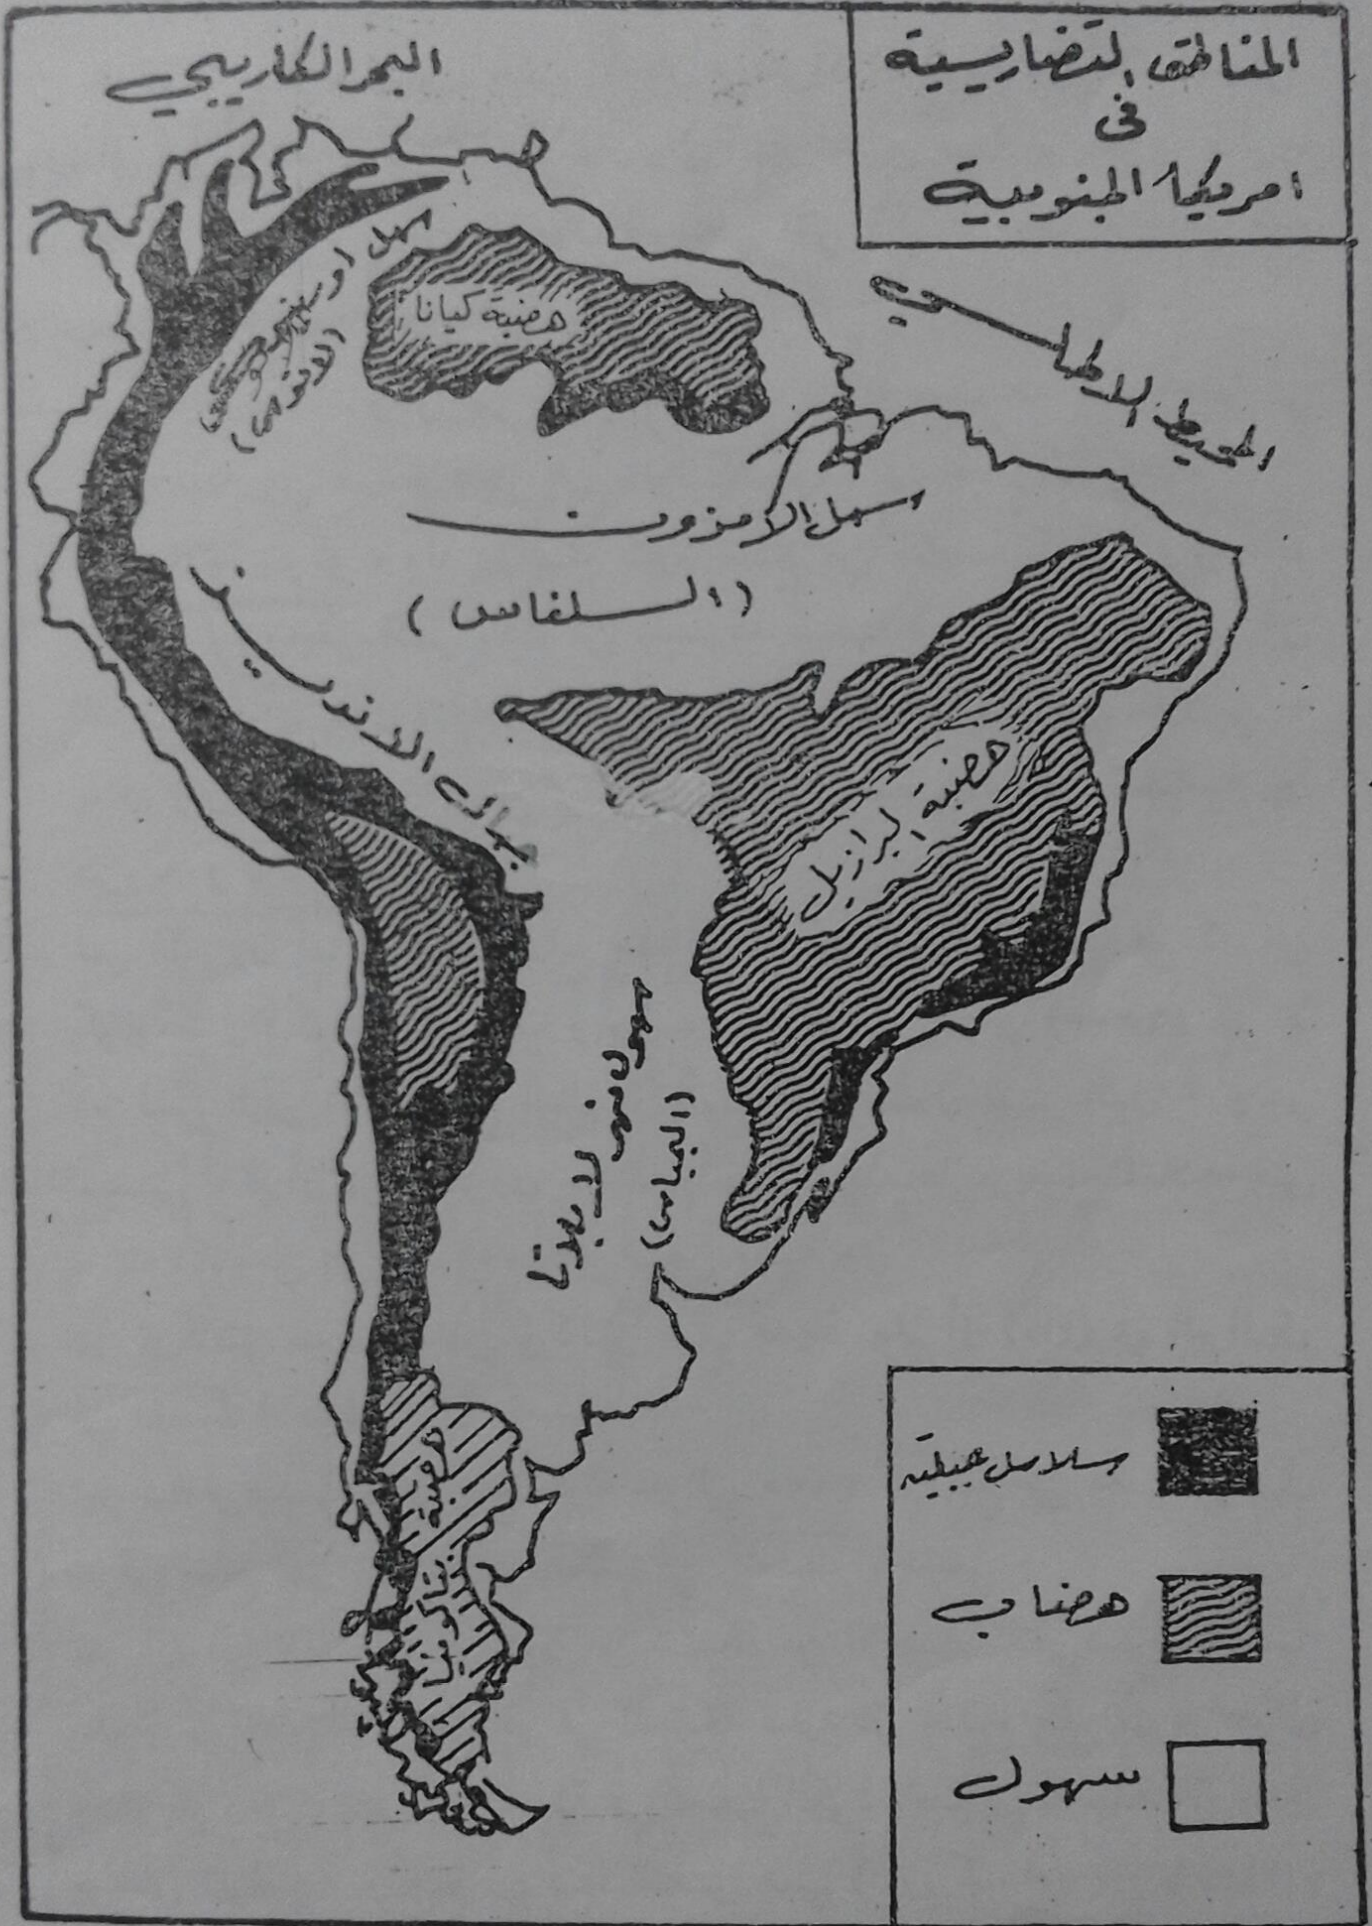 المناطق التضاريسية
في
امريكا الجنوبية
البحر الكاريبي
المحيط الاطلسي
سهل اورينوكو
(اللانوس)
هضبة كيانا
سهل الامزون
(السلفاس)
جبال الانديز
هضبة البرازيل
سهول نهر لابلاتا
(البمباس)
هضبة
بتاكونيا
سلاسل جبلية
هضاب
سهول